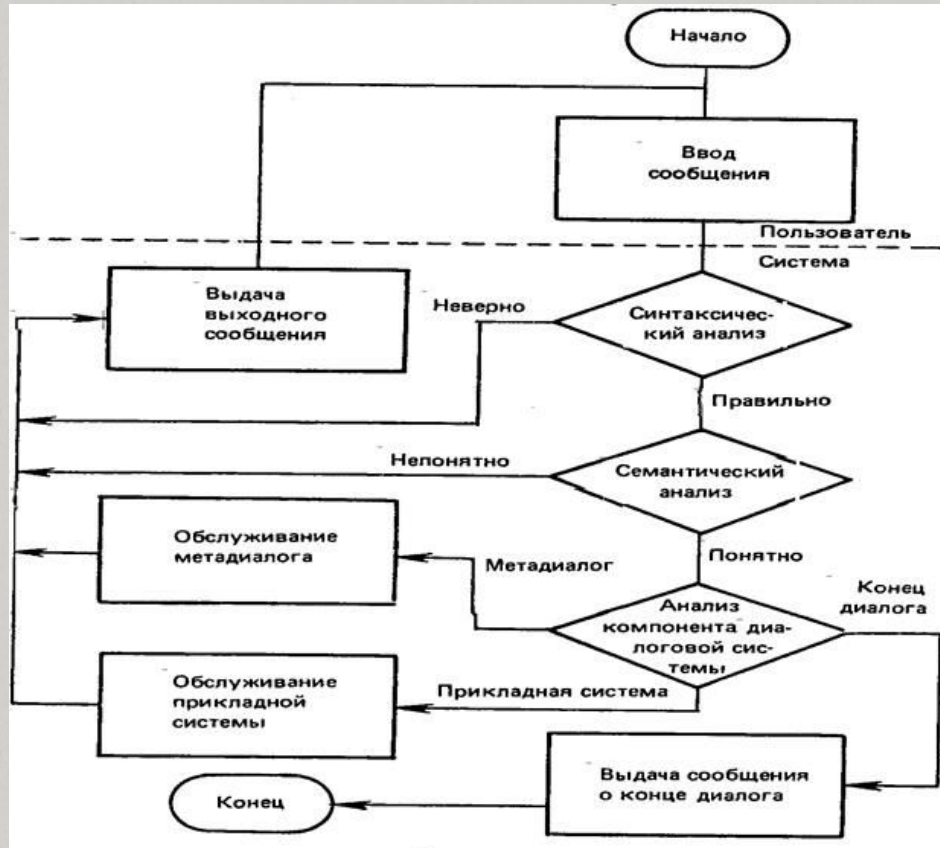 Начало
Ввод
сообщения
Пользователь
Система
Выдача
выходного
сообщения
Неверно
Синтаксичес-
кий анализ
Правильно
Непонятно
Семантический
анализ
Обслуживание
метадиалога
Метадиалог
Понятно
Конец
диалога
Анализ
компонента диа-
логовой сис-
темы
Обслуживание
прикладной
системы
Прикладная система
Выдача сообщения
о конце диалога
Конец